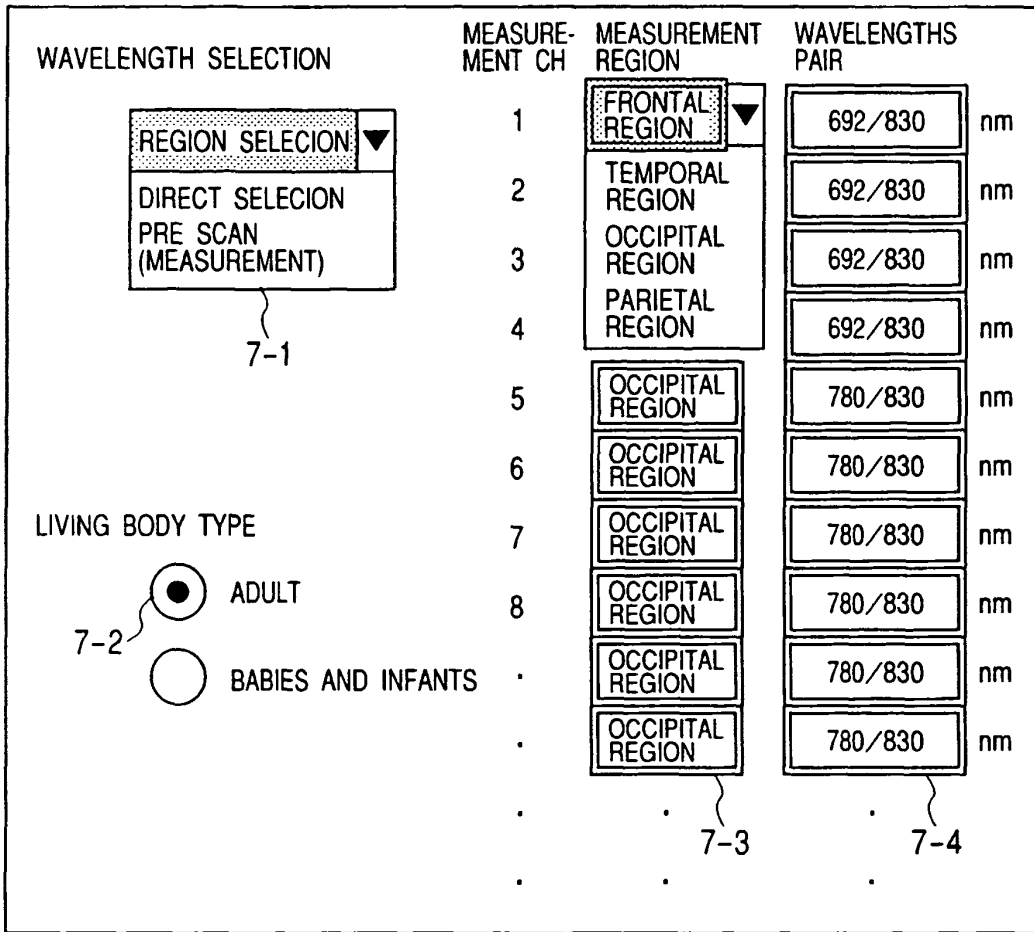 WAVELENGTH SELECTION
REGION SELECION ▼
DIRECT SELECION
PRE SCAN
(MEASUREMENT)
7-1
LIVING BODY TYPE
ADULT
7-2
BABIES AND INFANTS
MEASURE-
MENT CH
MEASUREMENT
REGION
WAVELENGTHS
PAIR
1
FRONTAL
REGION
▼
692/830 nm
2
TEMPORAL
REGION
692/830 nm
3
OCCIPITAL
REGION
692/830 nm
4
PARIETAL
REGION
692/830 nm
5
OCCIPITAL
REGION
780/830 nm
6
OCCIPITAL
REGION
780/830 nm
7
OCCIPITAL
REGION
780/830 nm
8
OCCIPITAL
REGION
780/830 nm
.
OCCIPITAL
REGION
780/830 nm
.
OCCIPITAL
REGION
780/830 nm
. . .
7-3 7-4
. . .